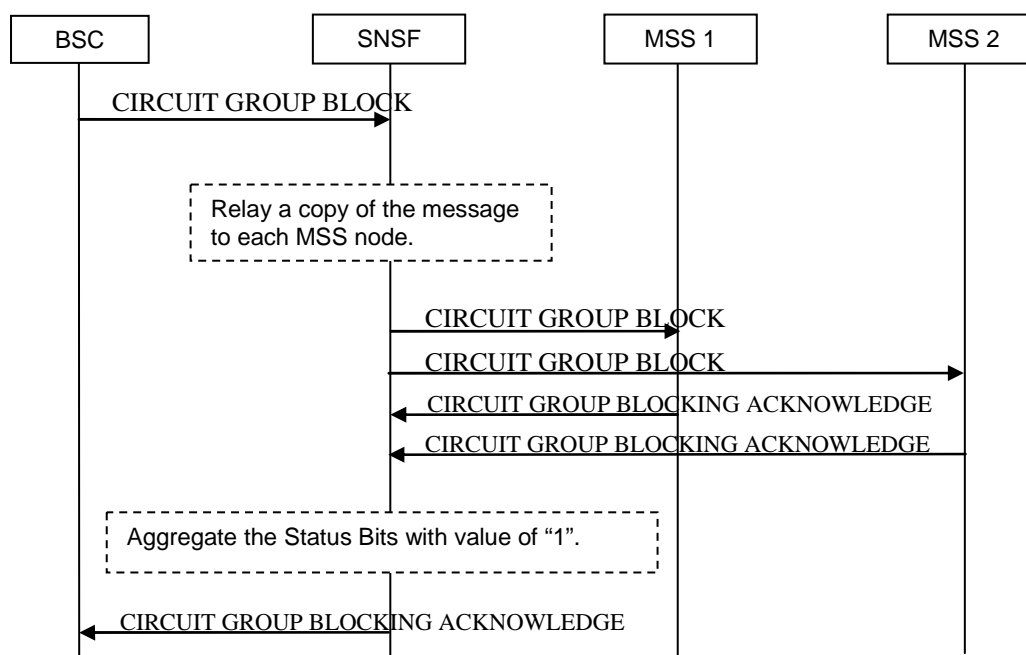 BSC
SNSF
MSS 1
MSS 2
CIRCUIT GROUP BLOCK
Relay a copy of the message
to each MSS node.
CIRCUIT GROUP BLOCK
CIRCUIT GROUP BLOCK
CIRCUIT GROUP BLOCKING ACKNOWLEDGE
CIRCUIT GROUP BLOCKING ACKNOWLEDGE
Aggregate the Status Bits with value of “1”.
CIRCUIT GROUP BLOCKING ACKNOWLEDGE